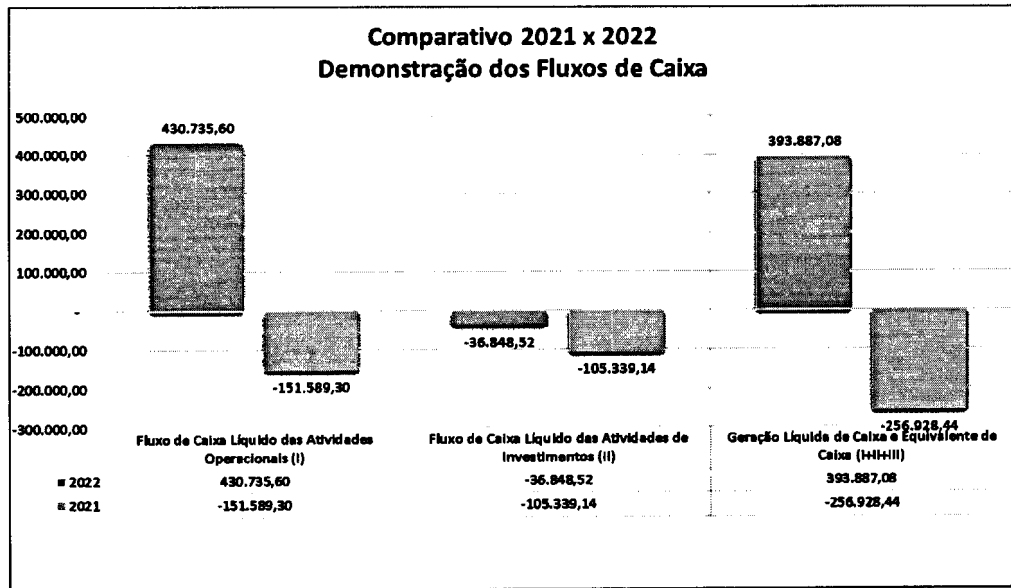 Comparativo 2021 x 2022
Demonstração dos Fluxos de Caixa
500.000,00
400.000,00
300.000,00
200.000,00
100.000,00
-
-100.000,00
-200.000,00
-300.000,00
430.735,60
-151.589,30
-36.848,52
-105.339,14
393.887,08
-256.928,44
Fluxo de Caixa Líquido das Atividades
Operacionais (I)
Fluxo de Caixa Líquido das Atividades de
Investimentos (II)
Geração Líquida de Caixa e Equivalente de
Caixa (I+II+III)
2022 430.735,60 -36.848,52 393.887,08
2021 -151.589,30 -105.339,14 -256.928,44